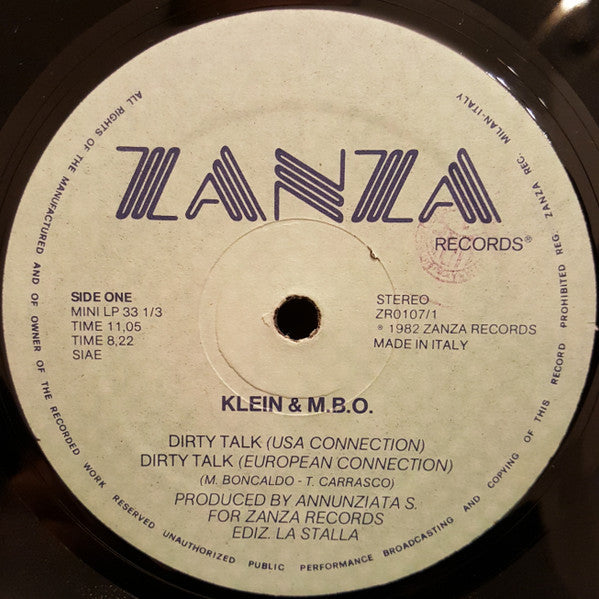 ZANZA
RECORDS®
SIDE ONE
MINI LP 33 1/3
TIME 11,05
TIME 8,22
SIAE
STEREO
ZR0107/1
℗ 1982 ZANZA RECORDS
MADE IN ITALY
KLEIN & M.B.O.
DIRTY TALK (USA CONNECTION)
DIRTY TALK (EUROPEAN CONNECTION)
(M. BONCALDO - T. CARRASCO)
PRODUCED BY ANNUNZIATA S.
FOR ZANZA RECORDS
EDIZ. LA STALLA
ALL RIGHTS OF THE MANUFACTURED AND OF OWNER OF THE RECORDED WORK RESERVED UNAUTHORIZED PUBLIC PERFORMANCE BROADCASTING AND COPYING OF THIS RECORD PROHIBITED REG. ZANZA REC. MILAN-ITALY